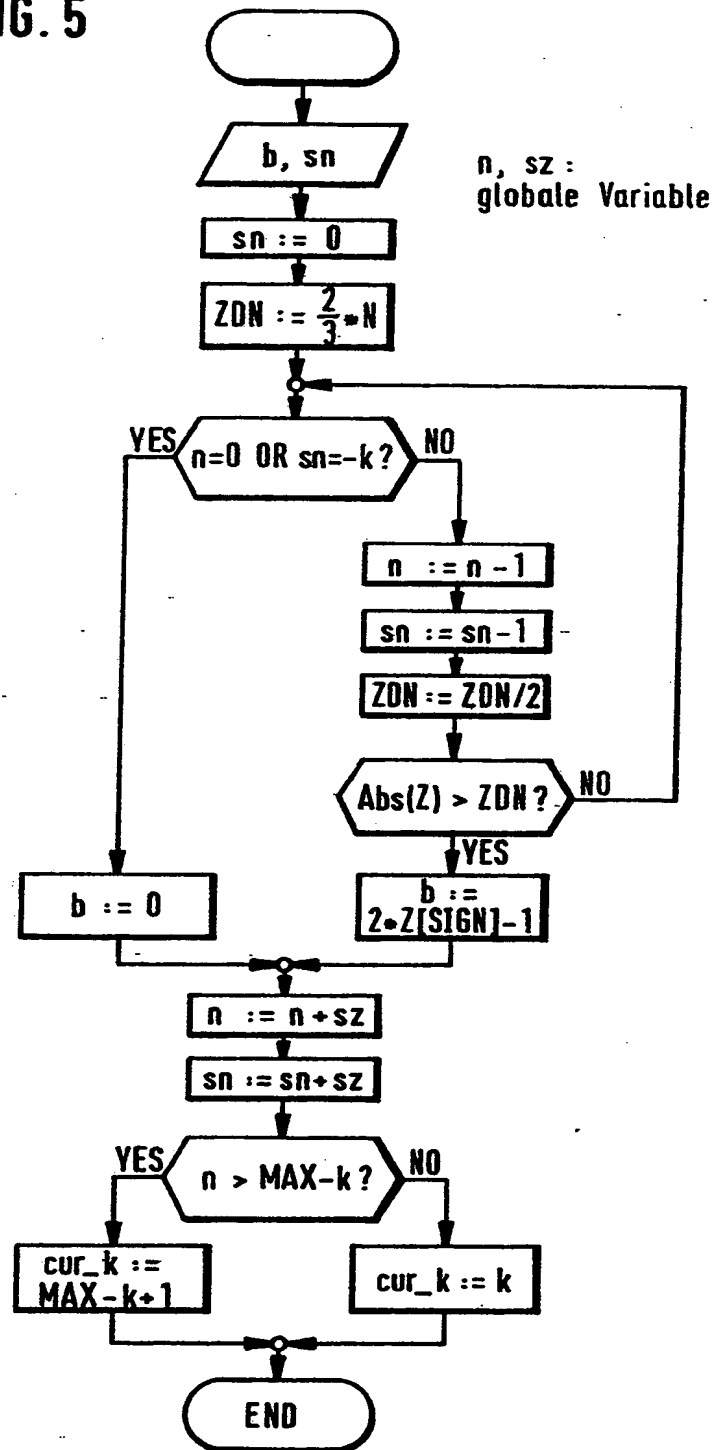 IG. 5
b, sn
n, sz :
globale Variable
sn := 0
ZDN := 2/3*N
YES
n=0 OR sn=-k?
NO
n := n-1
sn := sn-1
ZDN := ZDN/2
Abs(Z) > ZDN?
NO
YES
b := 0
b :=
2*Z[SIGN]-1
n := n+sz
sn := sn+sz
YES
n > MAX-k?
NO
cur_k :=
MAX-k+1
cur_k := k
END